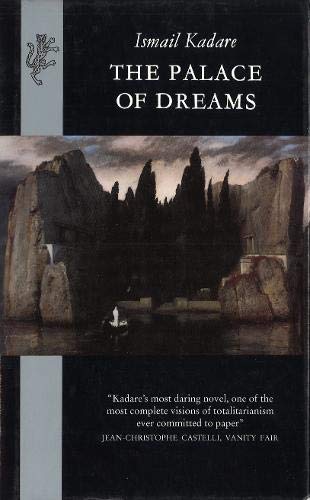 Ismail Kadare
THE PALACE
OF DREAMS
“Kadare's most daring novel, one of the
most complete visions of totalitarianism
ever committed to paper”
JEAN-CHRISTOPHE CASTELLI, VANITY FAIR